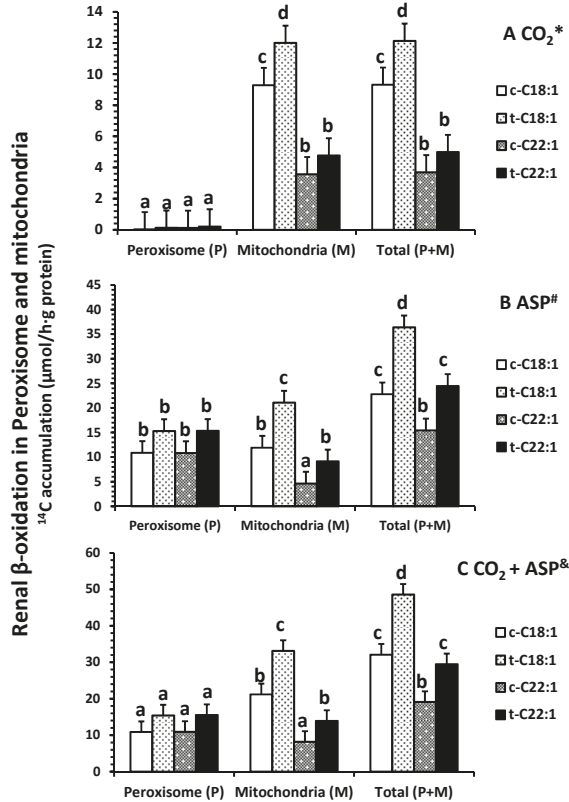 Renal β-oxidation in Peroxisome and mitochondria
¹⁴C accumulation (μmol/h·g protein)
A CO₂*
14
12
10
8
6
4
2
0
a a a a
c d b b
c d b b
Peroxisome (P) Mitochondria (M) Total (P+M)
c-C18:1
t-C18:1
c-C22:1
t-C22:1
B ASP#
45
40
35
30
25
20
15
10
5
0
b b b b
b c a b
c d b c
Peroxisome (P) Mitochondria (M) Total (P+M)
c-C18:1
t-C18:1
c-C22:1
t-C22:1
C CO₂ + ASP&
60
50
40
30
20
10
0
a a a a
b c a b
c d b c
Peroxisome (P) Mitochondria (M) Total (P+M)
c-C18:1
t-C18:1
c-C22:1
t-C22:1